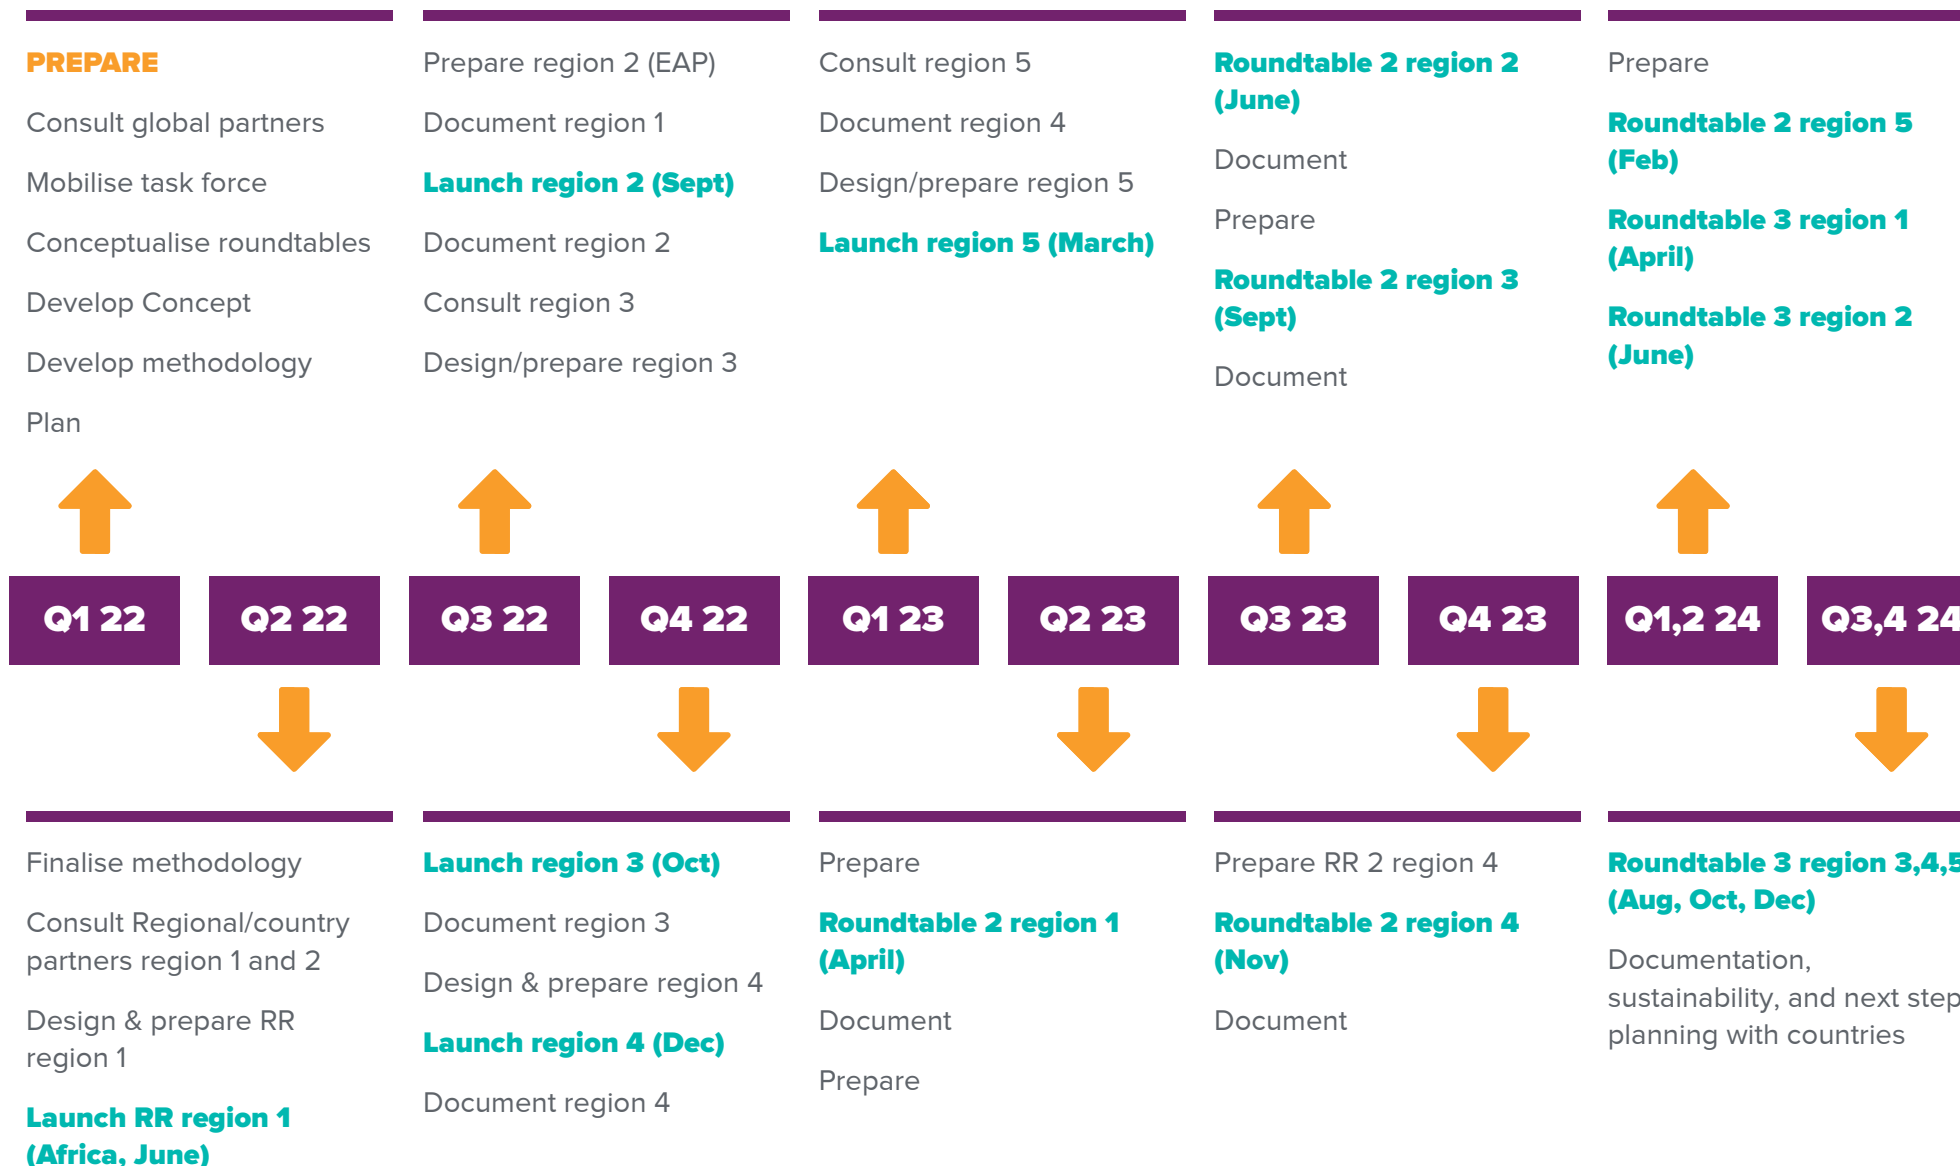 PREPARE
Consult global partners
Mobilise task force
Conceptualise roundtables
Develop Concept
Develop methodology
Plan
Prepare region 2 (EAP)
Document region 1
Launch region 2 (Sept)
Document region 2
Consult region 3
Design/prepare region 3
Consult region 5
Document region 4
Design/prepare region 5
Launch region 5 (March)
Roundtable 2 region 2
(June)
Document
Prepare
Roundtable 2 region 3
(Sept)
Document
Prepare
Roundtable 2 region 5
(Feb)
Roundtable 3 region 1
(April)
Roundtable 3 region 2
(June)
Q1 22
Q2 22
Q3 22
Q4 22
Q1 23
Q2 23
Q3 23
Q4 23
Q1,2 24
Q3,4 24
Finalise methodology
Consult Regional/country
partners region 1 and 2
Design & prepare RR
region 1
Launch RR region 1
(Africa, June)
Launch region 3 (Oct)
Document region 3
Design & prepare region 4
Launch region 4 (Dec)
Document region 4
Prepare
Roundtable 2 region 1
(April)
Document
Prepare
Prepare RR 2 region 4
Roundtable 2 region 4
(Nov)
Document
Roundtable 3 region 3,4,5
(Aug, Oct, Dec)
Documentation,
sustainability, and next step
planning with countries